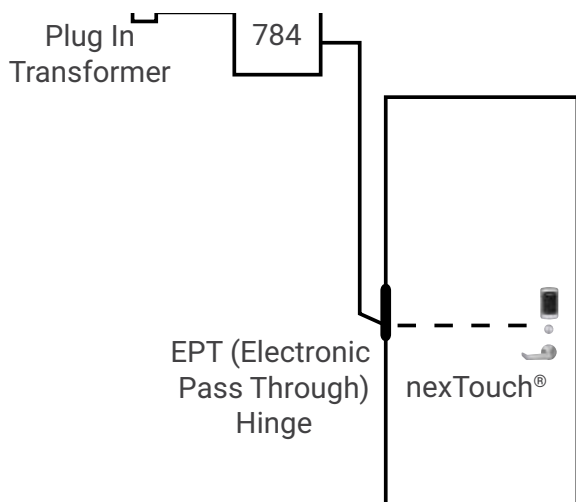 Plug In
Transformer
784
EPT (Electronic
Pass Through)
Hinge
nexTouch®